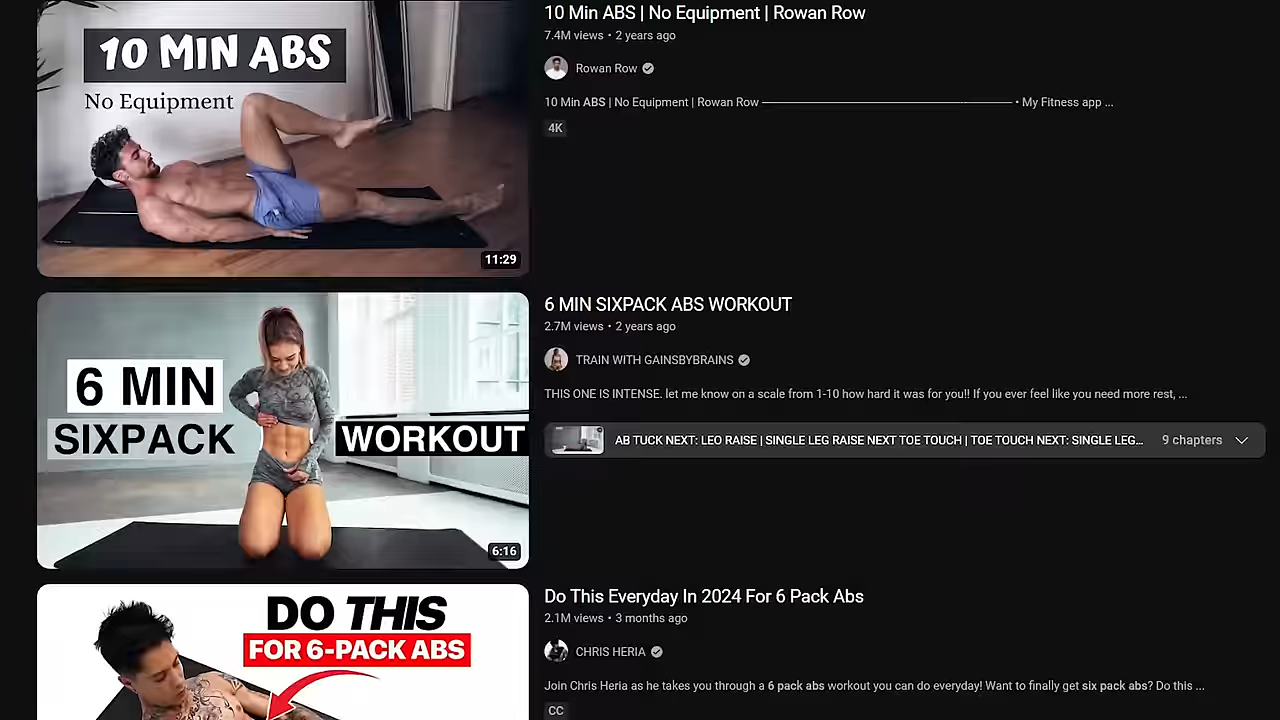 10 MIN ABS
No Equipment
11:29
10 Min ABS | No Equipment | Rowan Row
7.4M views • 2 years ago
Rowan Row
10 Min ABS | No Equipment | Rowan Row ———————————————— • My Fitness app ...
4K
6 MIN
SIXPACK
WORKOUT
6:16
6 MIN SIXPACK ABS WORKOUT
2.7M views • 2 years ago
TRAIN WITH GAINSBYBRAINS
THIS ONE IS INTENSE. let me know on a scale from 1-10 how hard it was for you!! If you ever feel like you need more rest, ...
AB TUCK NEXT: LEO RAISE | SINGLE LEG RAISE NEXT TOE TOUCH | TOE TOUCH NEXT: SINGLE LEG... 9 chapters
DO THIS
FOR 6-PACK ABS
Do This Everyday In 2024 For 6 Pack Abs
2.1M views • 3 months ago
CHRIS HERIA
Join Chris Heria as he takes you through a 6 pack abs workout you can do everyday! Want to finally get six pack abs? Do this ...
CC